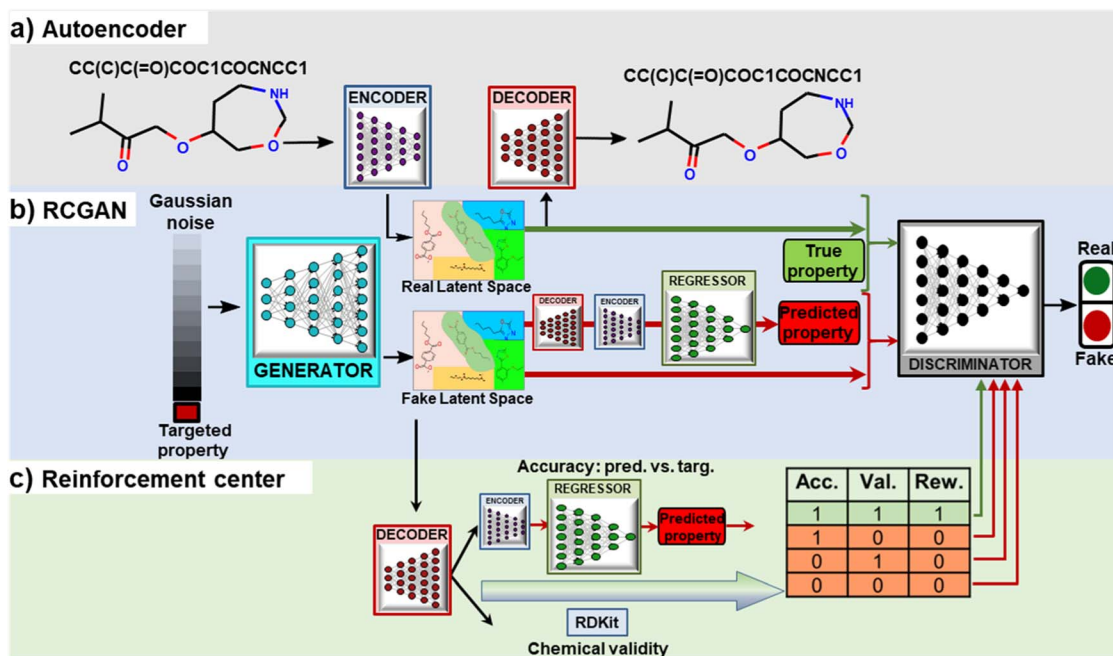 a) Autoencoder
CC(C)C(=O)COC1COCNCC1
NH
O
O
O
ENCODER
DECODER
CC(C)C(=O)COC1COCNCC1
NH
O
O
O
b) RCGAN
Gaussian
noise
GENERATOR
Targeted
property
Real Latent Space
Fake Latent Space
DECODER
ENCODER
REGRESSOR
True
property
Predicted
property
DISCRIMINATOR
Real
Fake
c) Reinforcement center
DECODER
Accuracy: pred. vs. targ.
ENCODER
REGRESSOR
Predicted
property
RDKit
Chemical validity
Acc. Val. Rew.
1 1 1
1 0 0
0 1 0
0 0 0